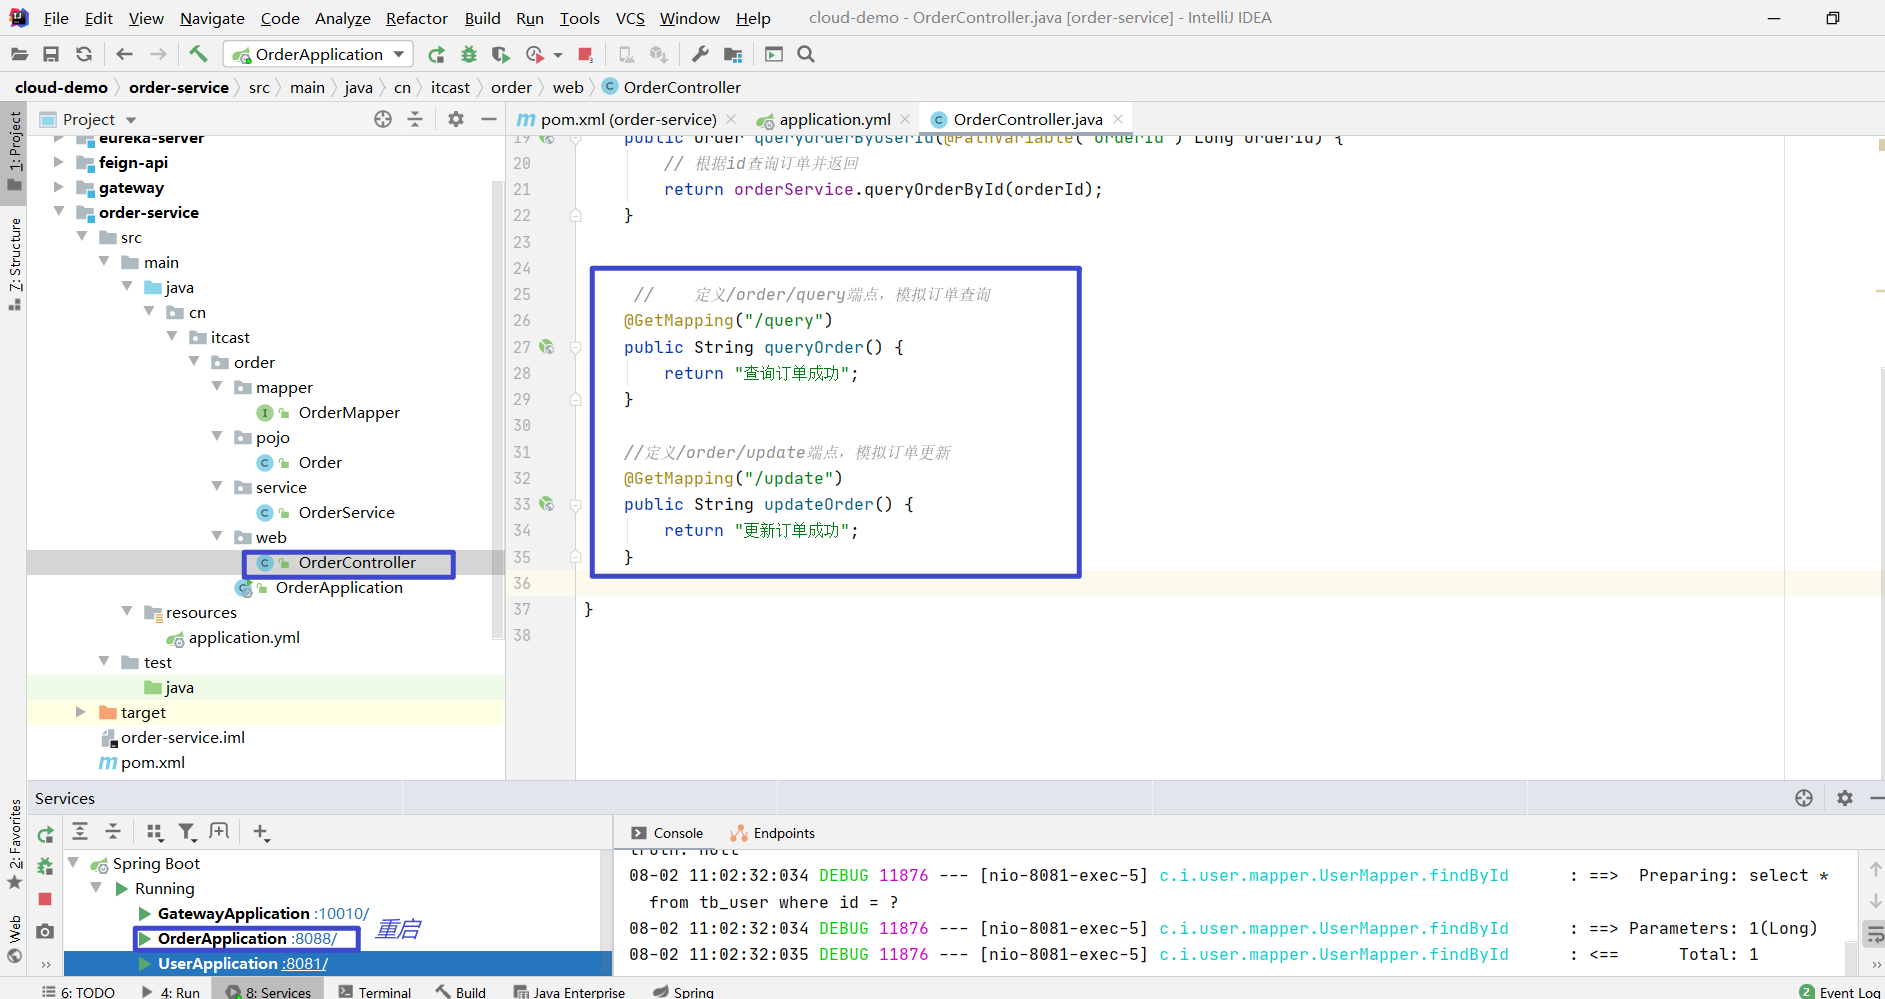 File Edit View Navigate Code Analyze Refactor Build Run Tools VCS Window Help cloud-demo - OrderController.java [order-service] - IntelliJ IDEA
OrderApplication
cloud-demo order-service src main java cn itcast order web OrderController
1: Project
7: Structure
2: Favorites
Web
Project
eureka-server
feign-api
gateway
order-service
src
main
java
cn
itcast
order
mapper
OrderMapper
pojo
Order
service
OrderService
web
OrderController
OrderApplication
resources
application.yml
test
java
target
order-service.iml
pom.xml
pom.xml (order-service) application.yml OrderController.java
19 public Order queryOrderByUserId(@PathVariable("orderId") Long orderId) {
20 // 根据id查询订单并返回
21 return orderService.queryOrderById(orderId);
22 }
23
24
25 // 定义/order/query端点，模拟订单查询
26 @GetMapping("/query")
27 public String queryOrder() {
28 return "查询订单成功";
29 }
30
31 //定义/order/update端点，模拟订单更新
32 @GetMapping("/update")
33 public String updateOrder() {
34 return "更新订单成功";
35 }
36
37 }
38
Services
Spring Boot
Running
GatewayApplication :10010/
OrderApplication :8088/ 重启
UserApplication :8081/
Console Endpoints
08-02 11:02:32:034 DEBUG 11876 --- [nio-8081-exec-5] c.i.user.mapper.UserMapper.findById : ==> Preparing: select *
from tb_user where id = ?
08-02 11:02:32:034 DEBUG 11876 --- [nio-8081-exec-5] c.i.user.mapper.UserMapper.findById : ==> Parameters: 1(Long)
08-02 11:02:32:035 DEBUG 11876 --- [nio-8081-exec-5] c.i.user.mapper.UserMapper.findById : <== Total: 1
6: TODO 4: Run 8: Services Terminal Build Java Enterprise Spring 2 Event Log